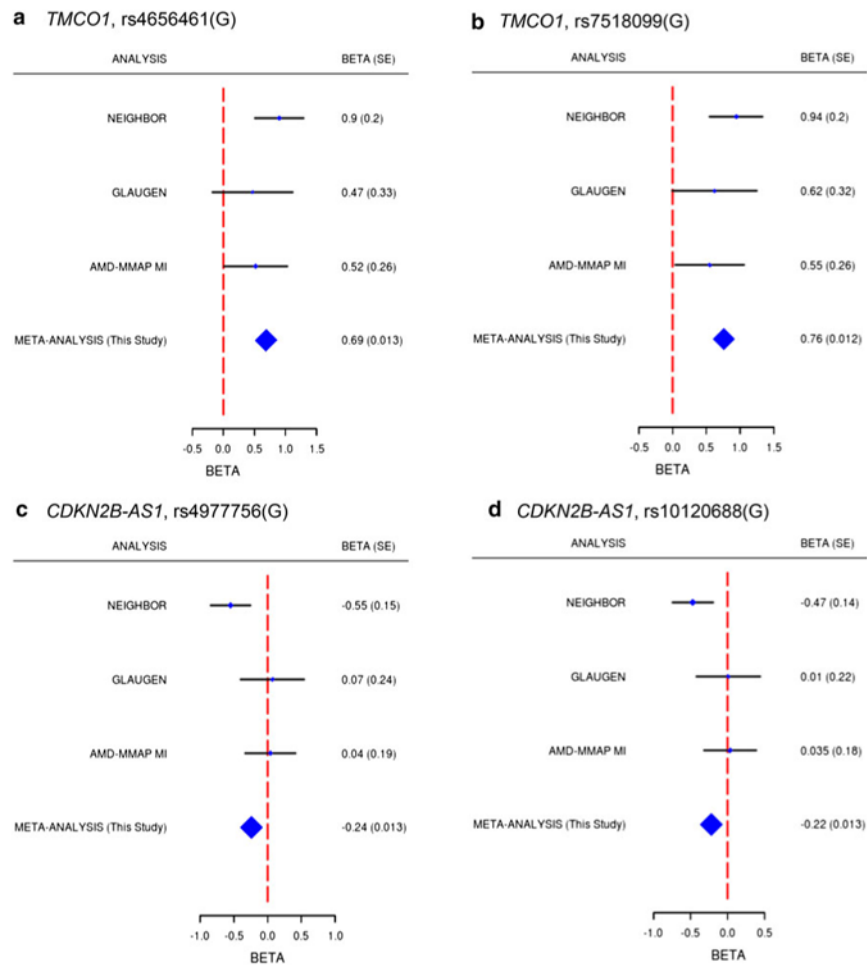 a TMCO1, rs4656461(G)
ANALYSIS BETA (SE)
NEIGHBOR 0.9 (0.2)
GLAUGEN 0.47 (0.33)
AMD-MMAP MI 0.52 (0.26)
META-ANALYSIS (This Study) 0.69 (0.013)
-0.5 0.0 0.5 1.0 1.5
BETA
b TMCO1, rs7518099(G)
ANALYSIS BETA (SE)
NEIGHBOR 0.94 (0.2)
GLAUGEN 0.62 (0.32)
AMD-MMAP MI 0.55 (0.26)
META-ANALYSIS (This Study) 0.76 (0.012)
-0.5 0.0 0.5 1.0 1.5
BETA
c CDKN2B-AS1, rs4977756(G)
ANALYSIS BETA (SE)
NEIGHBOR -0.55 (0.15)
GLAUGEN 0.07 (0.24)
AMD-MMAP MI 0.04 (0.19)
META-ANALYSIS (This Study) -0.24 (0.013)
-1.0 -0.5 0.0 0.5 1.0
BETA
d CDKN2B-AS1, rs10120688(G)
ANALYSIS BETA (SE)
NEIGHBOR -0.47 (0.14)
GLAUGEN 0.01 (0.22)
AMD-MMAP MI 0.035 (0.18)
META-ANALYSIS (This Study) -0.22 (0.013)
-1.0 -0.5 0.0 0.5
BETA